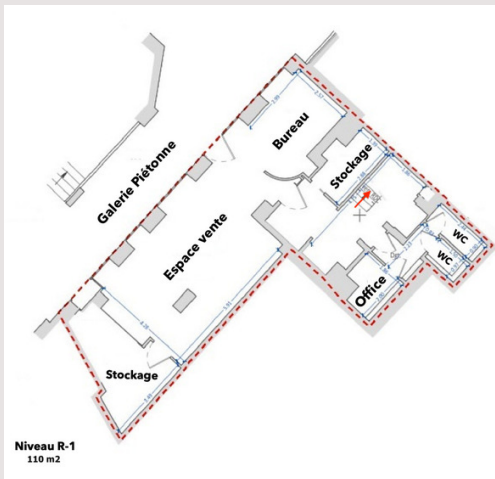 Galerie Piétonne
Bureau
Stockage
Espace vente
WC
WC
Office
Stockage
Niveau R-1
110 m2